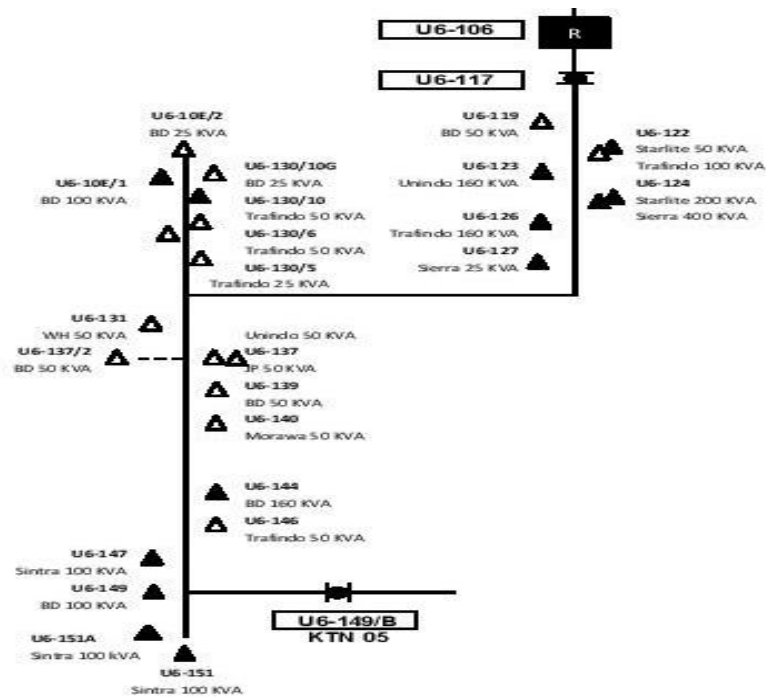 U6-106
R
U6-117
U6-10E/2
BD 25 KVA
U6-119
BD 50 KVA
U6-122
Starlite 50 KVA
Trafindo 100 KVA
U6-130/10G
BD 25 KVA
U6-10E/1
BD 100 KVA
U6-123
Unindo 160 KVA
U6-124
Starlite 200 KVA
Sierra 400 KVA
U6-130/10
Trafindo 50 KVA
U6-126
Trafindo 160 KVA
U6-130/6
Trafindo 50 KVA
U6-127
Sierra 25 KVA
U6-130/5
Trafindo 25 KVA
U6-131
WH 50 KVA
Unindo 50 KVA
U6-137/2
BD 50 KVA
U6-137
JP 50 KVA
U6-139
BD 50 KVA
U6-140
Morawa 50 KVA
U6-144
BD 160 KVA
U6-146
Trafindo 50 KVA
U6-147
Sintra 100 KVA
U6-149
BD 100 KVA
U6-149/B
KTN 05
U6-151A
Sintra 100 kVA
U6-151
Sintra 100 KVA